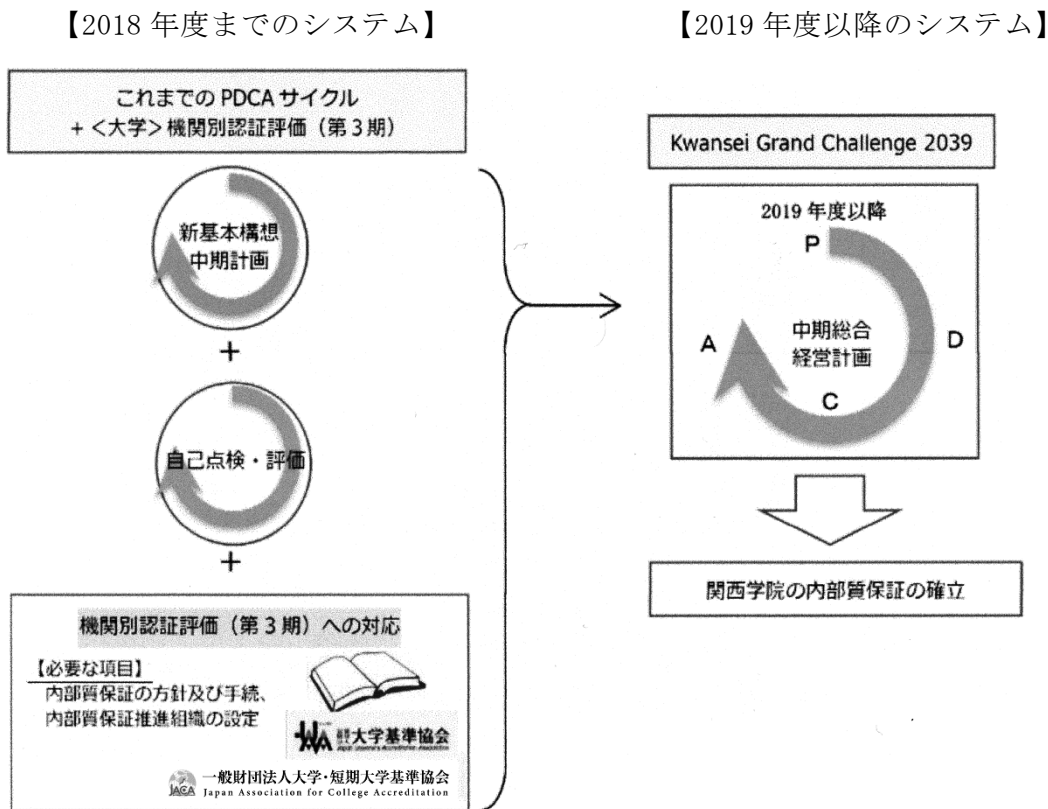 【2018 年度までのシステム】
【2019 年度以降のシステム】
これまでの PDCA サイクル
+ <大学> 機関別認証評価（第 3 期）
新基本構想
中期計画
+
自己点検・評価
+
機関別認証評価（第 3 期）への対応
【必要な項目】
内部質保証の方針及び手続、
内部質保証推進組織の設定
大学基準協会
Japan University Accreditation Association
JACA
一般財団法人大学・短期大学基準協会
Japan Association for College Accreditation
Kwansei Grand Challenge 2039
2019 年度以降
P
D
C
A
中期総合
経営計画
関西学院の内部質保証の確立